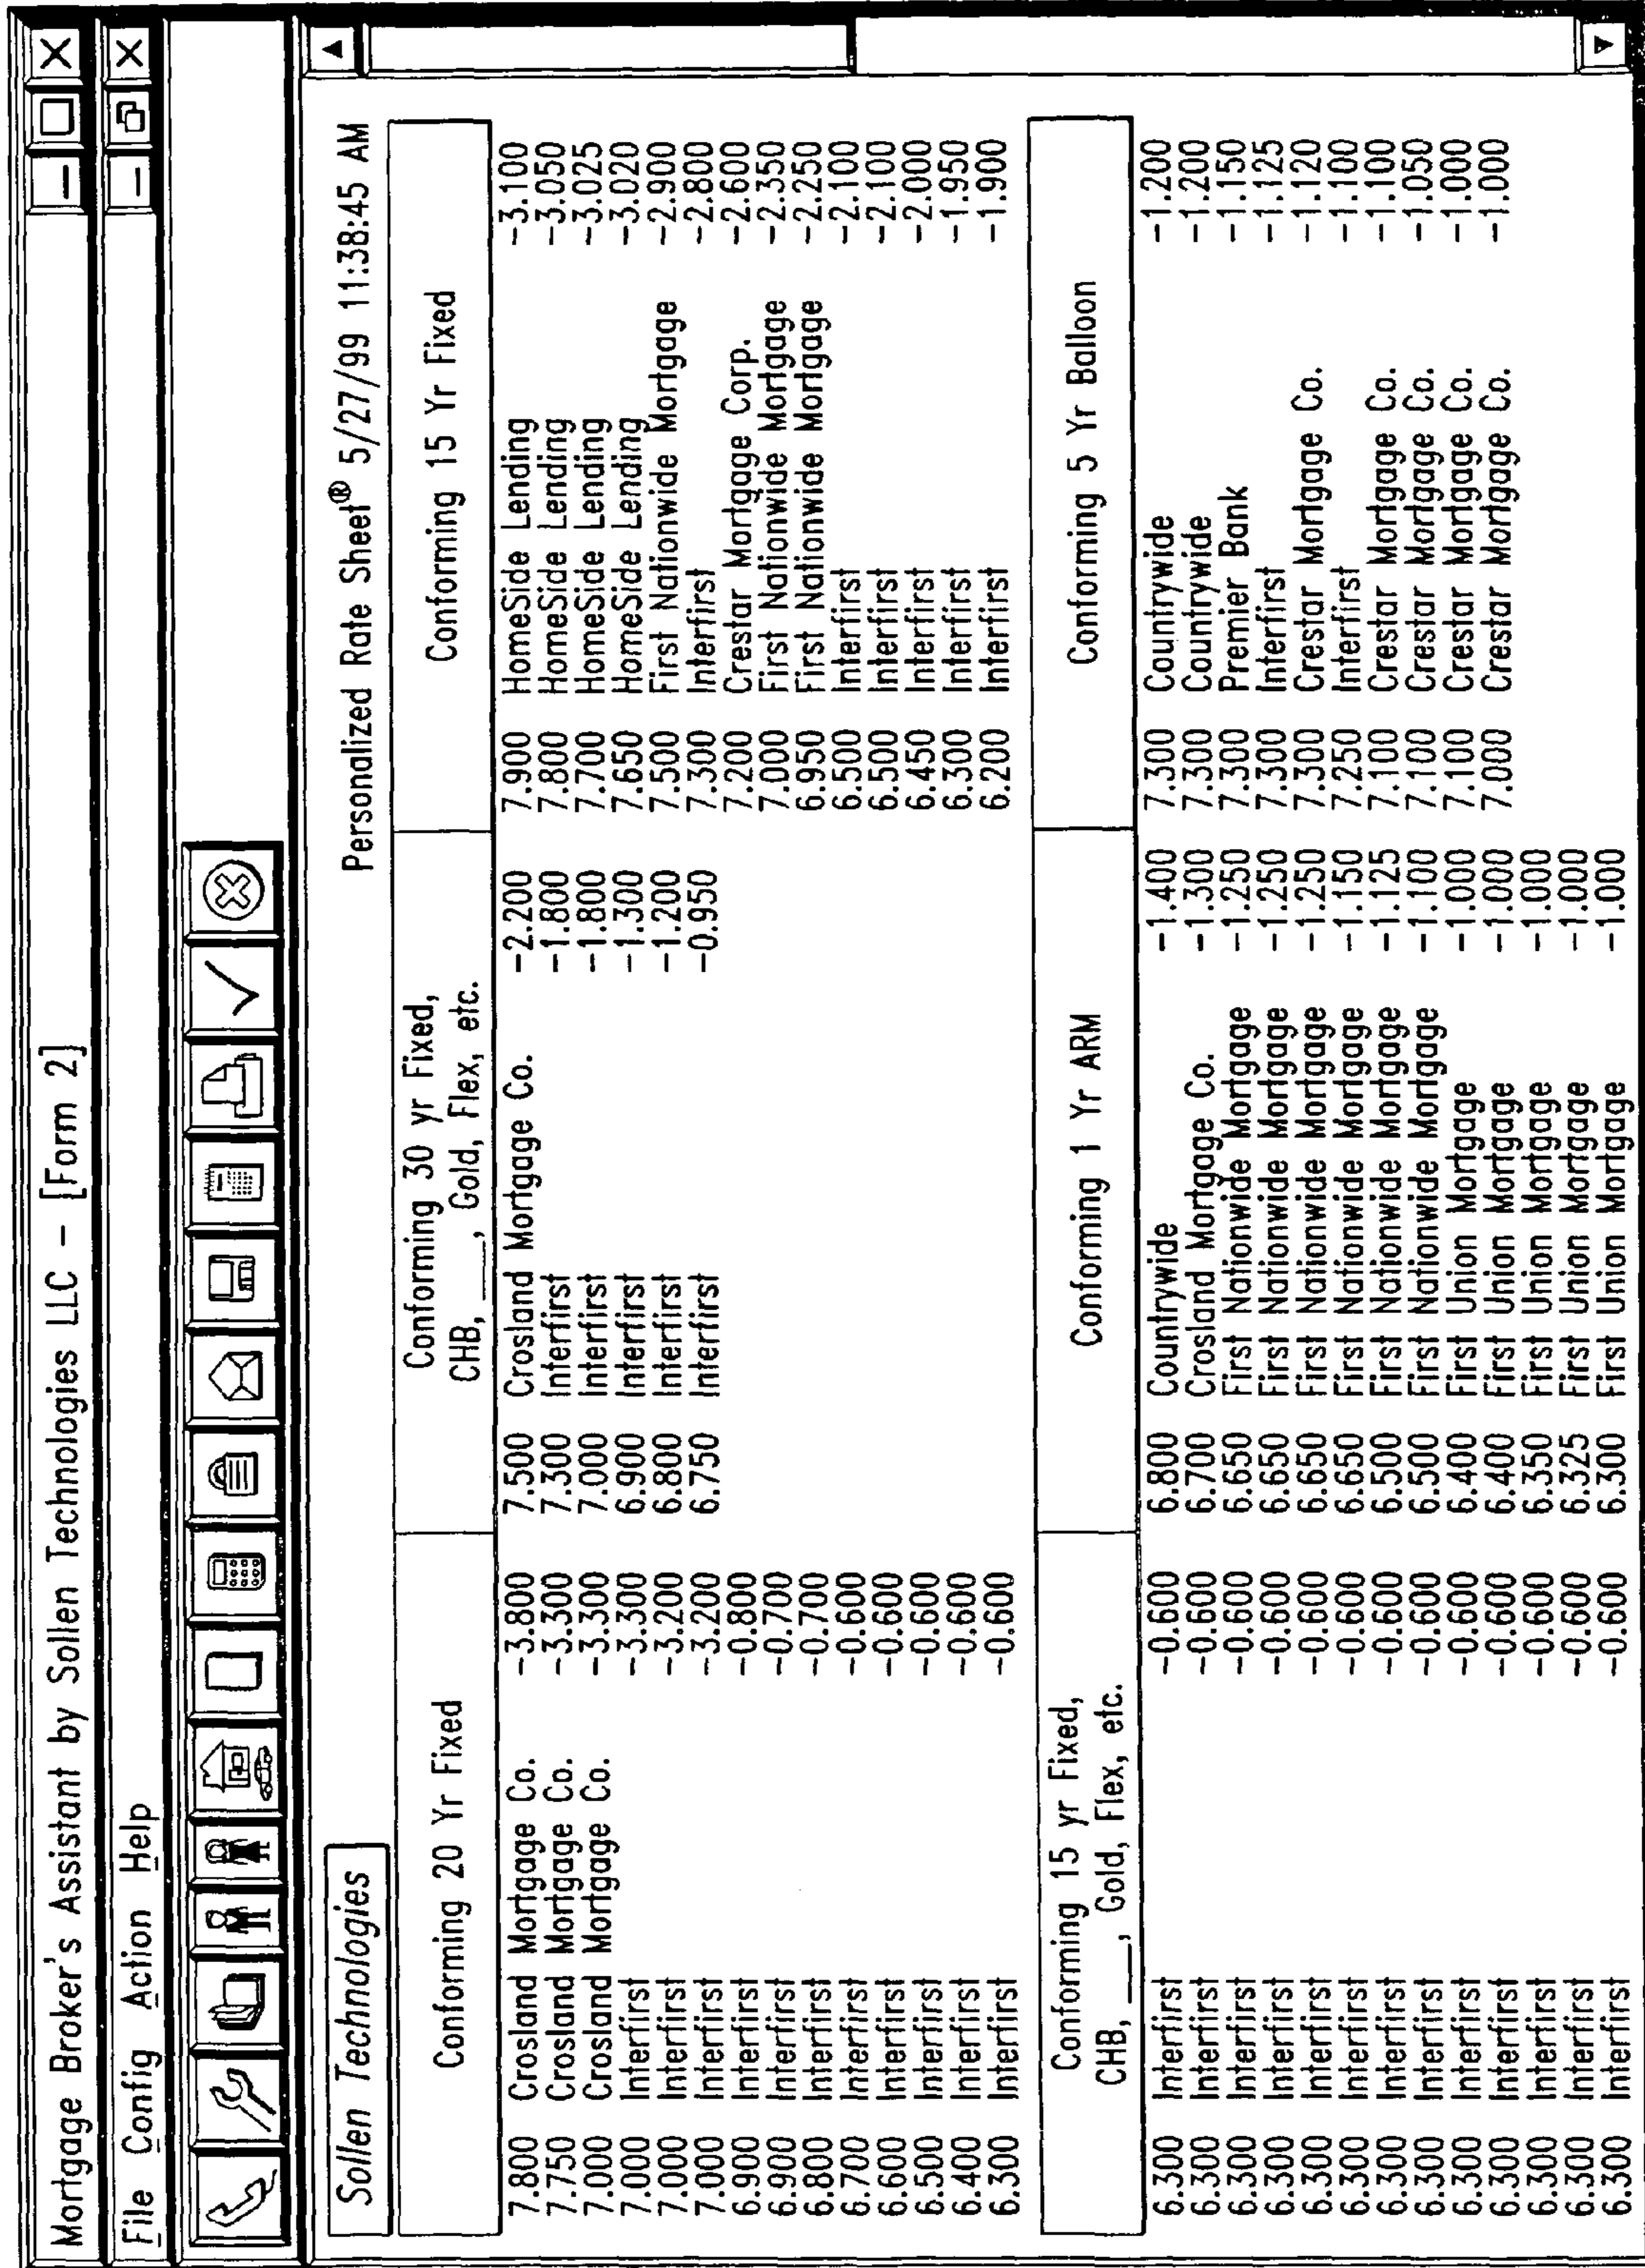 Mortgage Broker's Assistant by Sollen Technologies LLC – [Form 2]
File Config Action Help
Sollen Technologies
Personalized Rate Sheet® 5/27/99 11:38:45 AM
Conforming 20 Yr Fixed
7.800 Crosland Mortgage Co. -3.800
7.750 Crosland Mortgage Co. -3.300
7.000 Crosland Mortgage Co. -3.300
7.000 Interfirst -3.300
7.000 Interfirst -3.200
7.000 Interfirst -3.200
6.900 Interfirst -0.800
6.900 Interfirst -0.700
6.800 Interfirst -0.700
6.700 Interfirst -0.600
6.600 Interfirst -0.600
6.500 Interfirst -0.600
6.400 Interfirst -0.600
6.300 Interfirst -0.600
Conforming 30 yr Fixed,
CHB, ___, Gold, Flex, etc.
7.500 Crosland Mortgage Co. -2.200
7.300 Interfirst -1.800
7.000 Interfirst -1.800
6.900 Interfirst -1.300
6.800 Interfirst -1.200
6.750 Interfirst -0.950
Conforming 15 Yr Fixed
7.900 HomeSide Lending -3.100
7.800 HomeSide Lending -3.050
7.700 HomeSide Lending -3.025
7.650 HomeSide Lending -3.020
7.500 First Nationwide Mortgage -2.900
7.300 Interfirst -2.800
7.200 Crestar Mortgage Corp. -2.600
7.000 First Nationwide Mortgage -2.350
6.950 First Nationwide Mortgage -2.250
6.500 Interfirst -2.100
6.500 Interfirst -2.100
6.450 Interfirst -2.000
6.300 Interfirst -1.950
6.200 Interfirst -1.900
Conforming 15 yr Fixed,
CHB, ___, Gold, Flex, etc.
6.300 Interfirst -0.600
6.300 Interfirst -0.600
6.300 Interfirst -0.600
6.300 Interfirst -0.600
6.300 Interfirst -0.600
6.300 Interfirst -0.600
6.300 Interfirst -0.600
6.300 Interfirst -0.600
6.300 Interfirst -0.600
6.300 Interfirst -0.600
6.300 Interfirst -0.600
6.300 Interfirst -0.600
6.300 Interfirst -0.600
Conforming 1 Yr ARM
6.800 Countrywide -1.400
6.700 Crosland Mortgage Co. -1.300
6.650 First Nationwide Mortgage -1.250
6.650 First Nationwide Mortgage -1.250
6.650 First Nationwide Mortgage -1.250
6.650 First Nationwide Mortgage -1.150
6.500 First Nationwide Mortgage -1.125
6.500 First Nationwide Mortgage -1.100
6.400 First Union Mortgage -1.000
6.400 First Union Mortgage -1.000
6.350 First Union Mortgage -1.000
6.325 First Union Mortgage -1.000
6.300 First Union Mortgage -1.000
Conforming 5 Yr Balloon
7.300 Countrywide -1.200
7.300 Countrywide -1.200
7.300 Premier Bank -1.150
7.300 Interfirst -1.125
7.300 Crestar Mortgage Co. -1.120
7.250 Interfirst -1.100
7.100 Crestar Mortgage Co. -1.100
7.100 Crestar Mortgage Co. -1.050
7.100 Crestar Mortgage Co. -1.000
7.000 Crestar Mortgage Co. -1.000